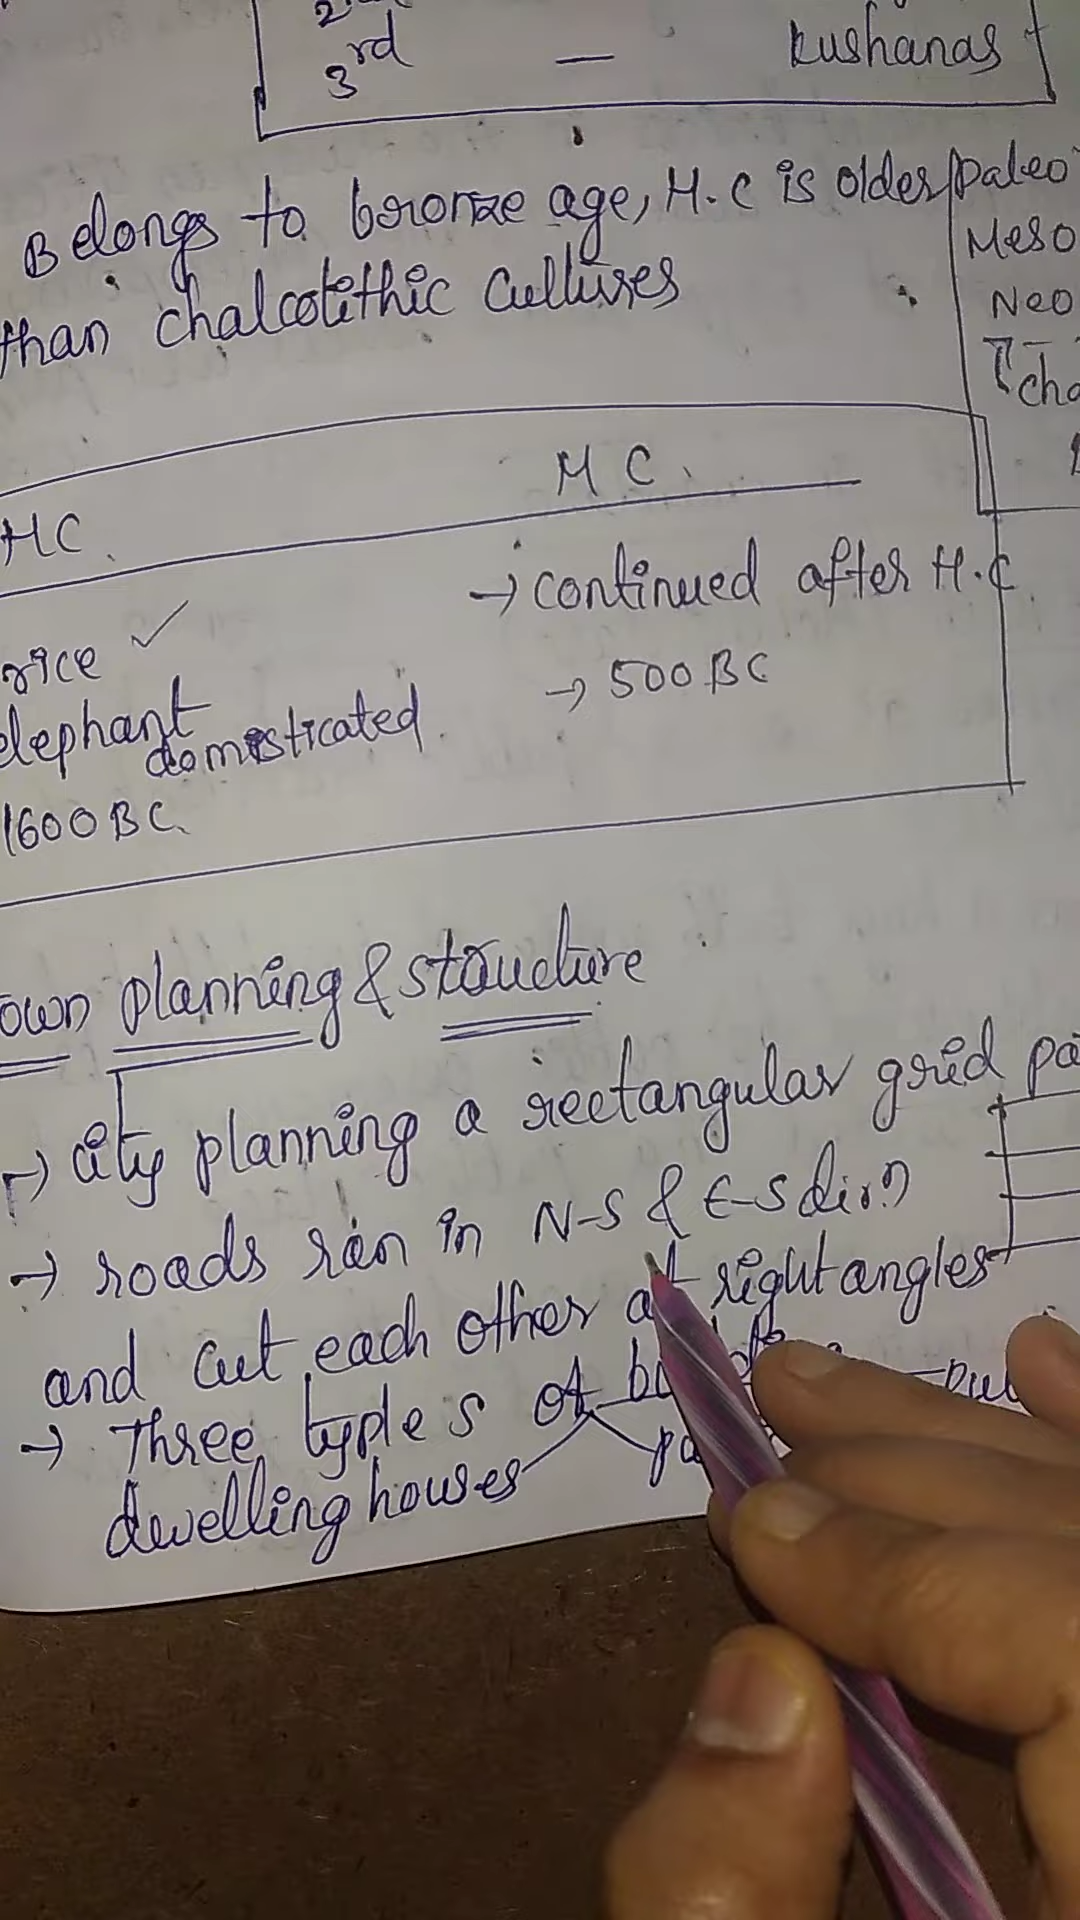 3rd — kushanas
Belongs to bronze age, H.C is older
than chalcolithic cultures
paleo
Meso
Neo
HC. M C.
rice ✓
elephant domesticated.
1600 BC.
→ continued after H.C
→ 500 BC
own planning & structure
→ city planning a rectangular grid pa
→ roads ran in N-S & E-S dirn
and cut each other at right angles
→ Three types of
dwelling houses